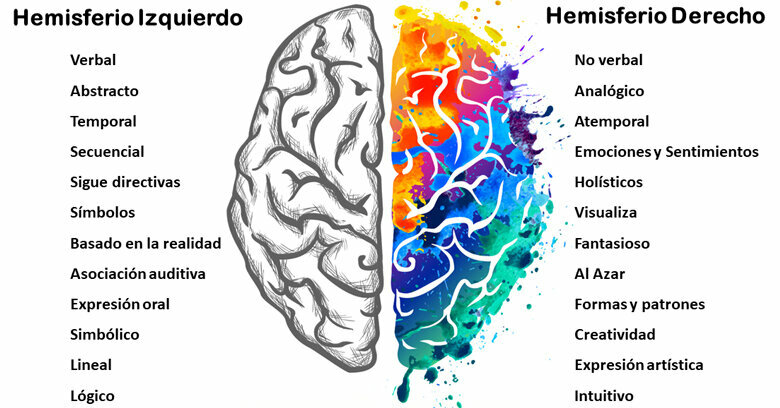 Hemisferio Izquierdo
Verbal
Abstracto
Temporal
Secuencial
Sigue directivas
Símbolos
Basado en la realidad
Asociación auditiva
Expresión oral
Simbólico
Lineal
Lógico
Hemisferio Derecho
No verbal
Analógico
Atemporal
Emociones y Sentimientos
Holísticos
Visualiza
Fantasioso
Al Azar
Formas y patrones
Creatividad
Expresión artística
Intuitivo